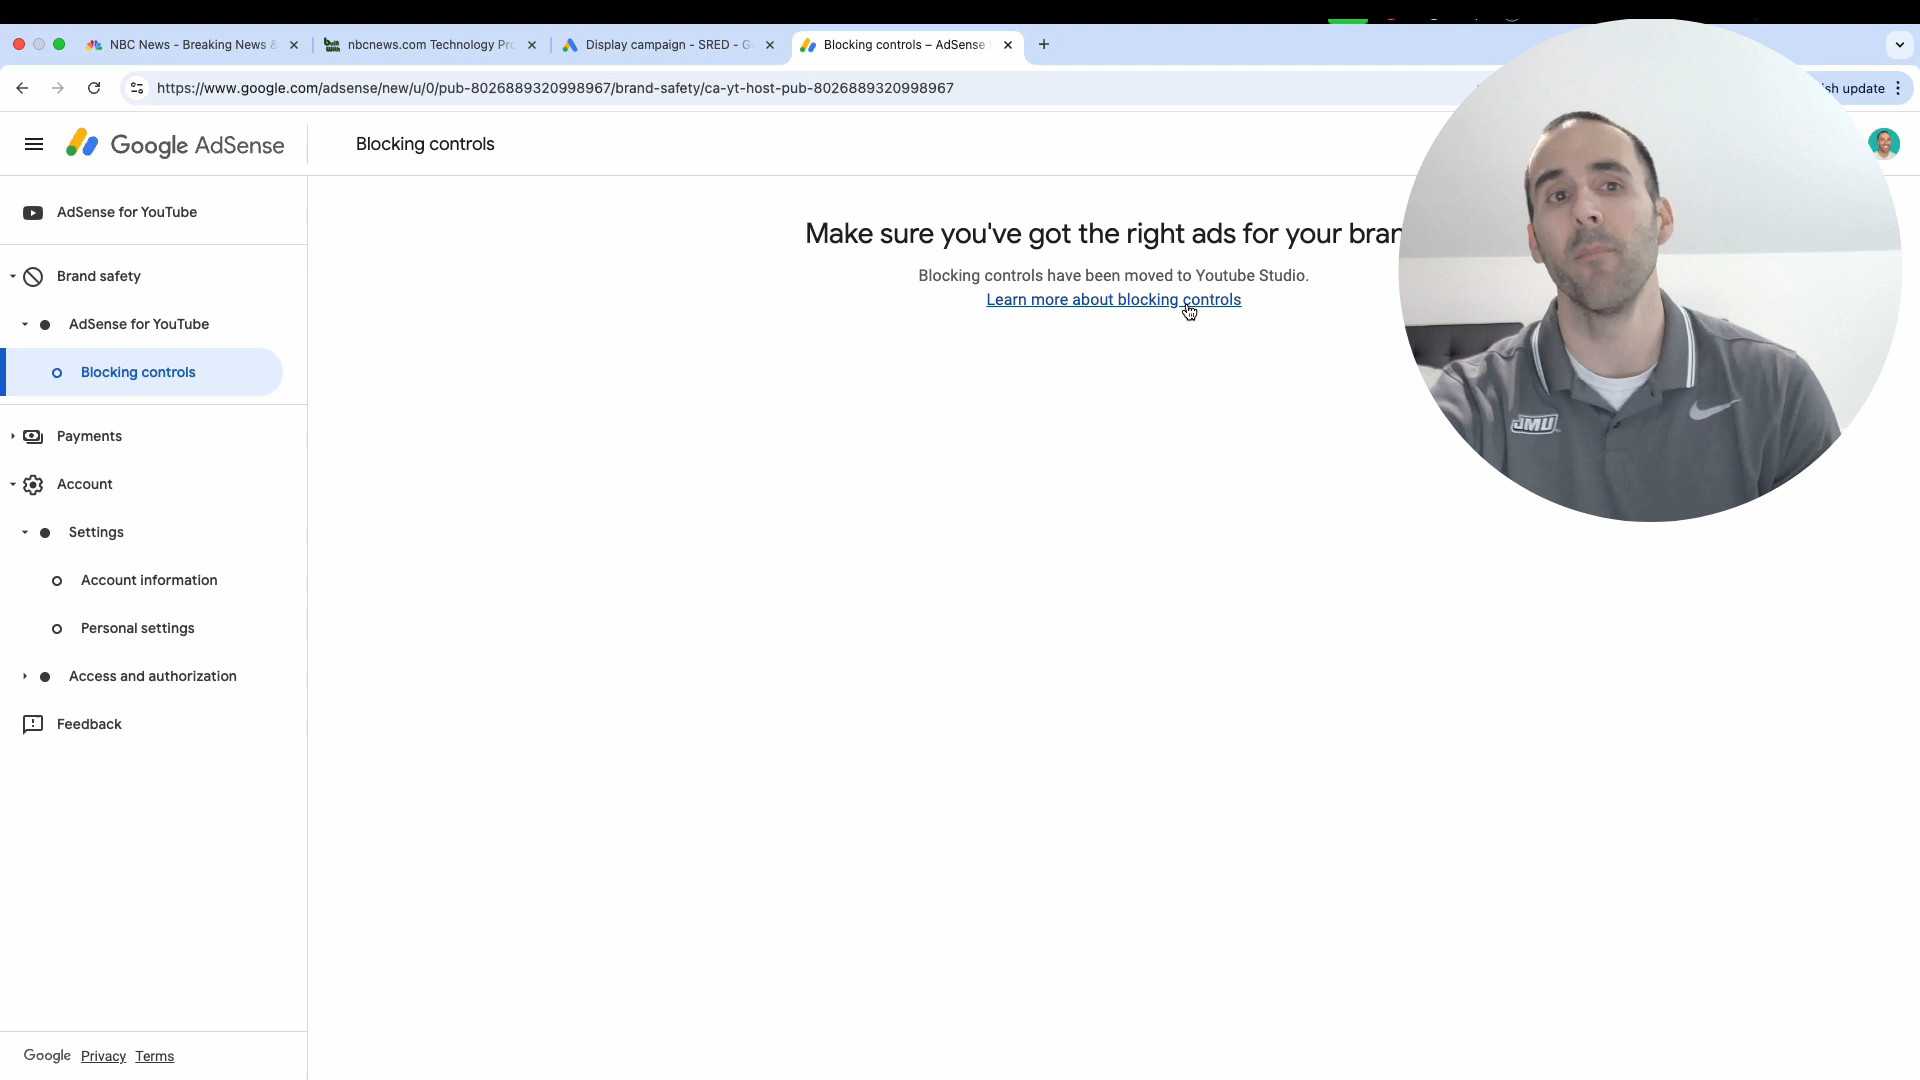 NBC News - Breaking News &
nbcnews.com Technology Pro
Display campaign - SRED - G
Blocking controls – AdSense
https://www.google.com/adsense/new/u/0/pub-8026889320998967/brand-safety/ca-yt-host-pub-8026889320998967
sh update
Google AdSense
Blocking controls
AdSense for YouTube
Brand safety
AdSense for YouTube
Blocking controls
Payments
Account
Settings
Account information
Personal settings
Access and authorization
Feedback
Google Privacy Terms
Make sure you've got the right ads for your bran
Blocking controls have been moved to Youtube Studio.
Learn more about blocking controls
JMU